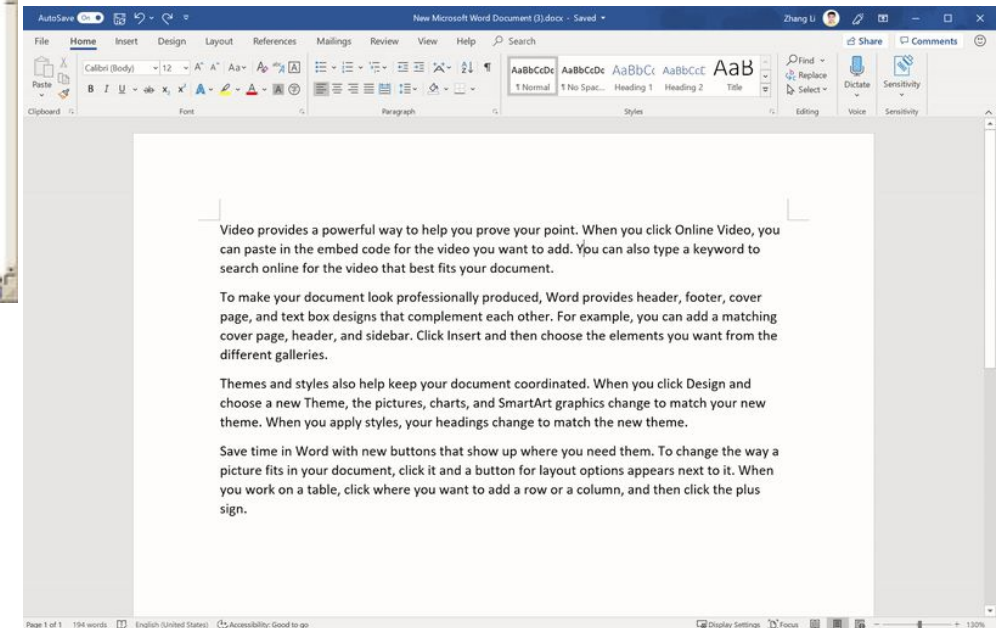 AutoSave On New Microsoft Word Document (3).docx - Saved Zhang Li
File Home Insert Design Layout References Mailings Review View Help Search Share Comments
Paste Calibri (Body) 12 A^ Aˇ Aa AaBbCcDc AaBbCcDc AaBbCc AaBbCcD AaB Find Dictate Sensitivity
Replace
B I U ab x₂ x² A A ¶ Normal ¶ No Spac... Heading 1 Heading 2 Title Select
Clipboard Font Paragraph Styles Editing Voice Sensitivity
Video provides a powerful way to help you prove your point. When you click Online Video, you
can paste in the embed code for the video you want to add. You can also type a keyword to
search online for the video that best fits your document.
To make your document look professionally produced, Word provides header, footer, cover
page, and text box designs that complement each other. For example, you can add a matching
cover page, header, and sidebar. Click Insert and then choose the elements you want from the
different galleries.
Themes and styles also help keep your document coordinated. When you click Design and
choose a new Theme, the pictures, charts, and SmartArt graphics change to match your new
theme. When you apply styles, your headings change to match the new theme.
Save time in Word with new buttons that show up where you need them. To change the way a
picture fits in your document, click it and a button for layout options appears next to it. When
you work on a table, click where you want to add a row or a column, and then click the plus
sign.
Page 1 of 1 194 words English (United States) Accessibility: Good to go Display Settings Focus 130%